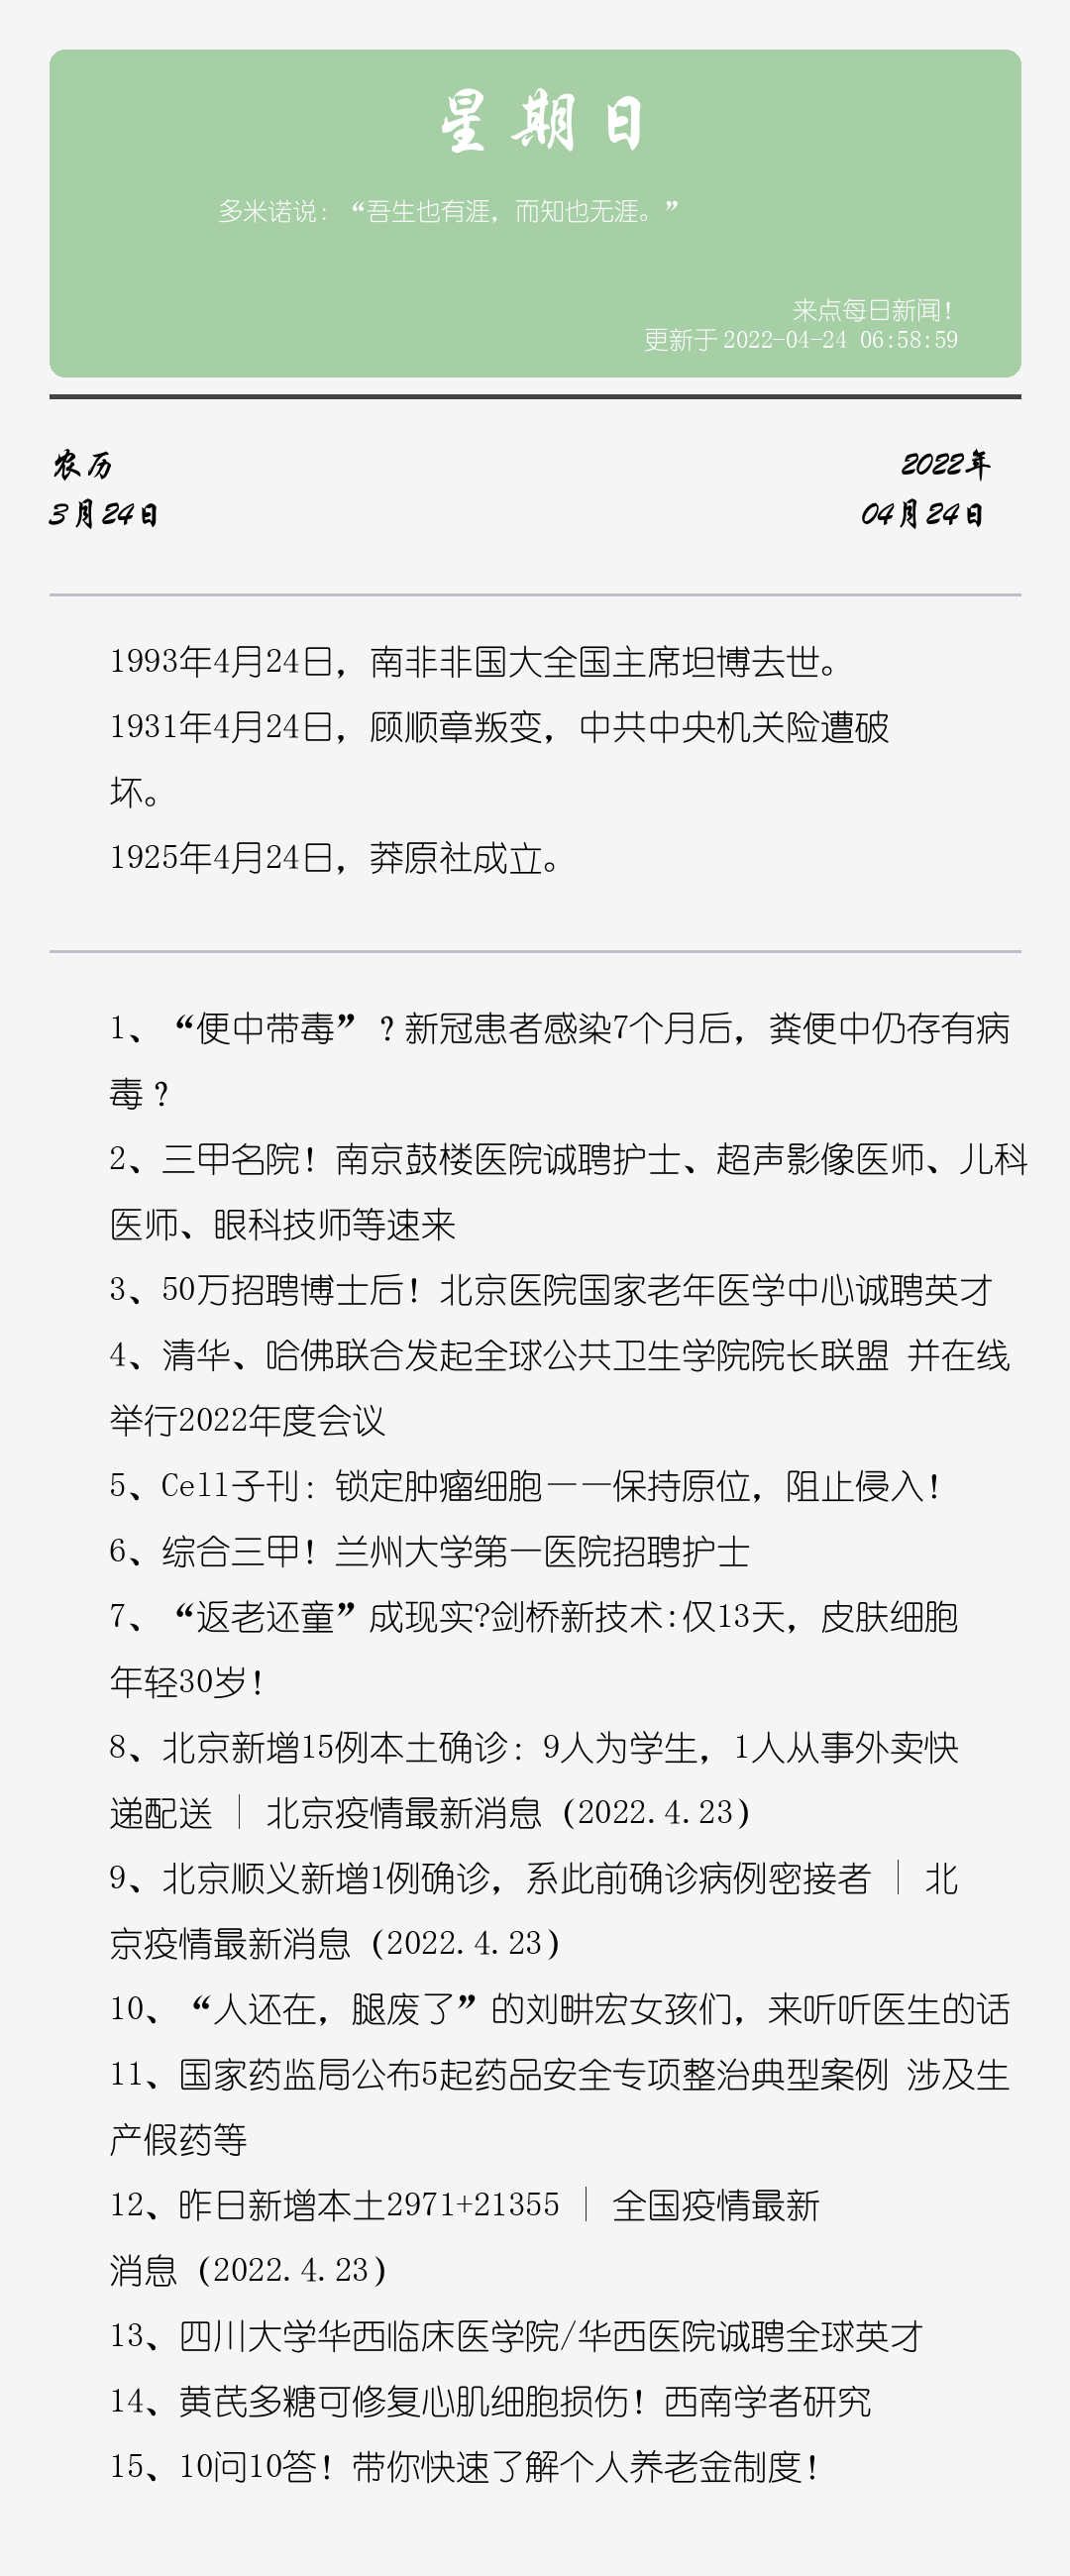 星期日
多米诺说：“吾生也有涯，而知也无涯。”
来点每日新闻！
更新于 2022-04-24 06:58:59
农历
2022年
3月24日
04月24日
1993年4月24日，南非非国大全国主席坦博去世。
1931年4月24日，顾顺章叛变，中共中央机关险遭破
坏。
1925年4月24日，莽原社成立。
1、“便中带毒”？新冠患者感染7个月后，粪便中仍存有病
毒？
2、三甲名院！南京鼓楼医院诚聘护士、超声影像医师、儿科
医师、眼科技师等速来
3、50万招聘博士后！北京医院国家老年医学中心诚聘英才
4、清华、哈佛联合发起全球公共卫生学院院长联盟 并在线
举行2022年度会议
5、Cell子刊：锁定肿瘤细胞——保持原位，阻止侵入！
6、综合三甲！兰州大学第一医院招聘护士
7、“返老还童”成现实?剑桥新技术:仅13天，皮肤细胞
年轻30岁！
8、北京新增15例本土确诊：9人为学生，1人从事外卖快
递配送｜北京疫情最新消息（2022.4.23）
9、北京顺义新增1例确诊，系此前确诊病例密接者｜北
京疫情最新消息（2022.4.23）
10、“人还在，腿废了”的刘畊宏女孩们，来听听医生的话
11、国家药监局公布5起药品安全专项整治典型案例 涉及生
产假药等
12、昨日新增本土2971+21355｜全国疫情最新
消息（2022.4.23）
13、四川大学华西临床医学院/华西医院诚聘全球英才
14、黄芪多糖可修复心肌细胞损伤！西南学者研究
15、10问10答！带你快速了解个人养老金制度！